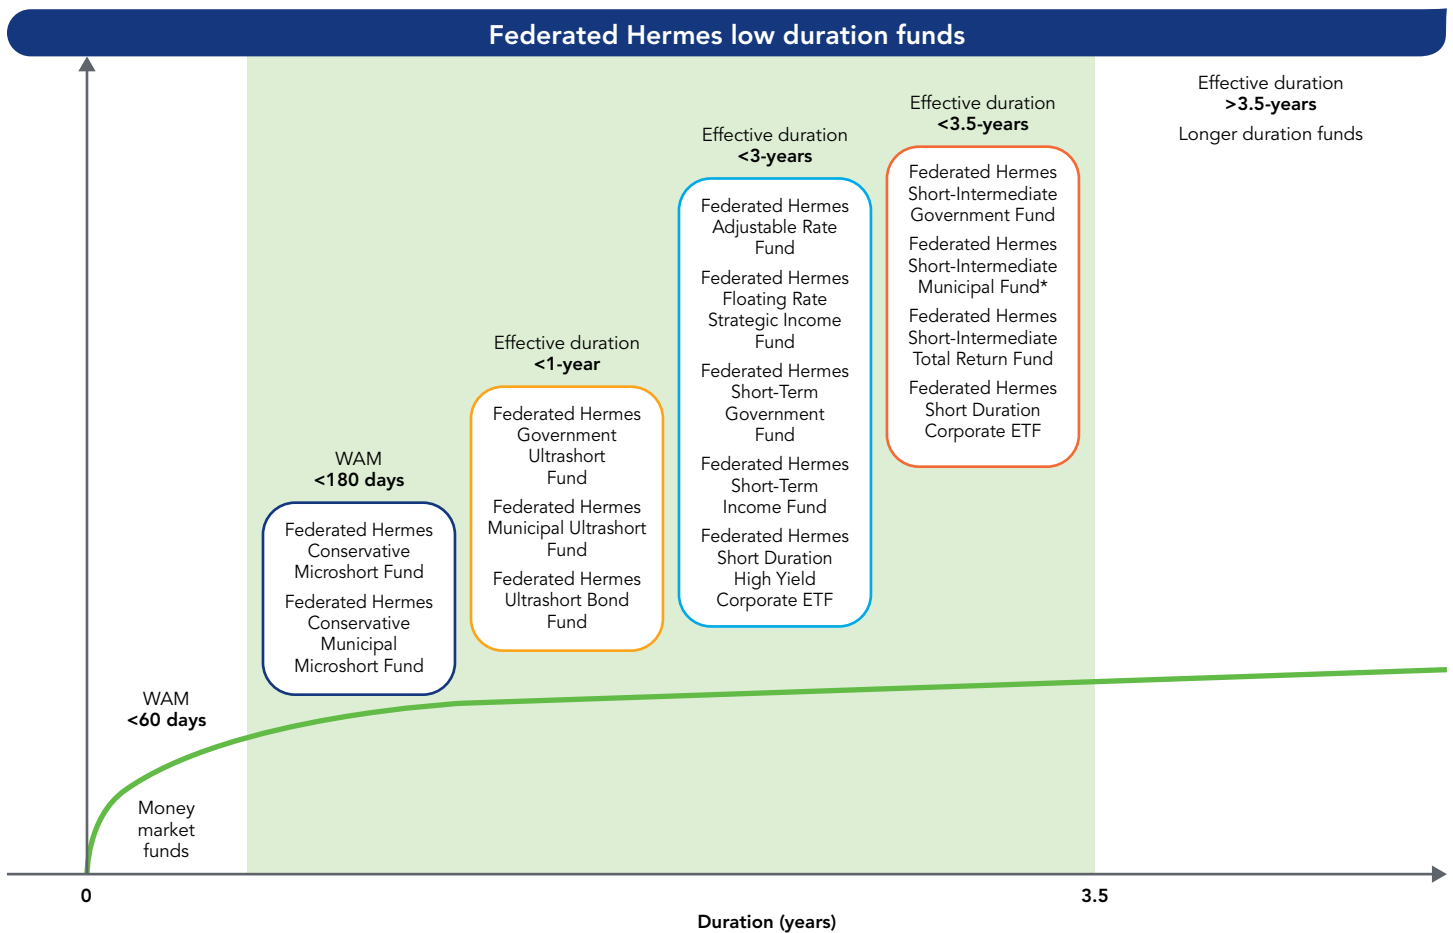 Federated Hermes low duration funds
WAM
<60 days
Money
market
funds
WAM
<180 days
Federated Hermes
Conservative
Microshort Fund
Federated Hermes
Conservative
Municipal
Microshort Fund
Effective duration
<1-year
Federated Hermes
Government
Ultrashort
Fund
Federated Hermes
Municipal Ultrashort
Fund
Federated Hermes
Ultrashort Bond
Fund
Effective duration
<3-years
Federated Hermes
Adjustable Rate
Fund
Federated Hermes
Floating Rate
Strategic Income
Fund
Federated Hermes
Short-Term
Government
Fund
Federated Hermes
Short-Term
Income Fund
Federated Hermes
Short Duration
High Yield
Corporate ETF
Effective duration
<3.5-years
Federated Hermes
Short-Intermediate
Government Fund
Federated Hermes
Short-Intermediate
Municipal Fund*
Federated Hermes
Short-Intermediate
Total Return Fund
Federated Hermes
Short Duration
Corporate ETF
Effective duration
>3.5-years
Longer duration funds
0
3.5
Duration (years)